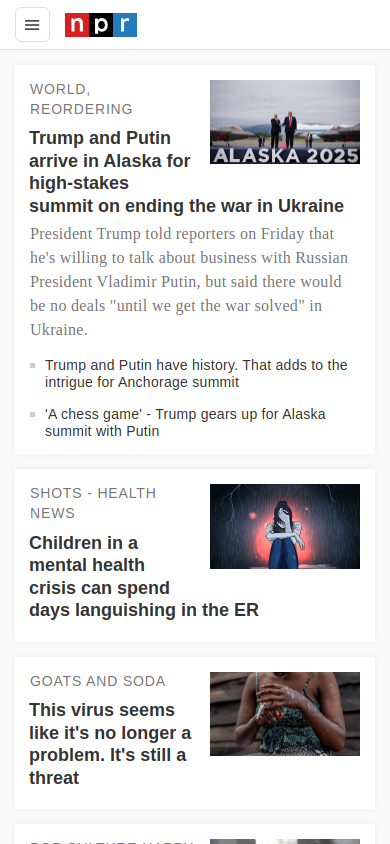 npr
WORLD,
REORDERING
ALASKA 2025
Trump and Putin
arrive in Alaska for
high-stakes
summit on ending the war in Ukraine
President Trump told reporters on Friday that
he's willing to talk about business with Russian
President Vladimir Putin, but said there would
be no deals "until we get the war solved" in
Ukraine.
Trump and Putin have history. That adds to the
intrigue for Anchorage summit
'A chess game' - Trump gears up for Alaska
summit with Putin
SHOTS - HEALTH
NEWS
Children in a
mental health
crisis can spend
days languishing in the ER
GOATS AND SODA
This virus seems
like it's no longer a
problem. It's still a
threat